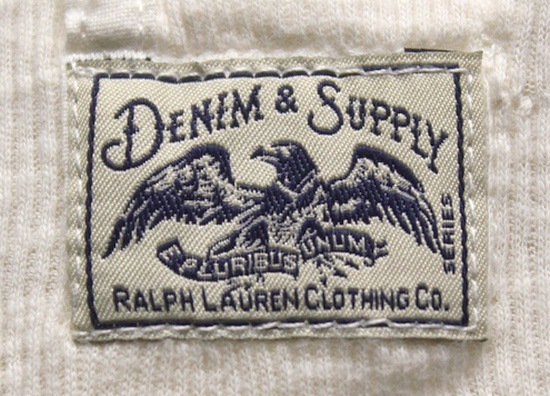 DENIM & SUPPLY
PLURIBUS UNUM
SERIES
RALPH LAUREN CLOTHING CO.